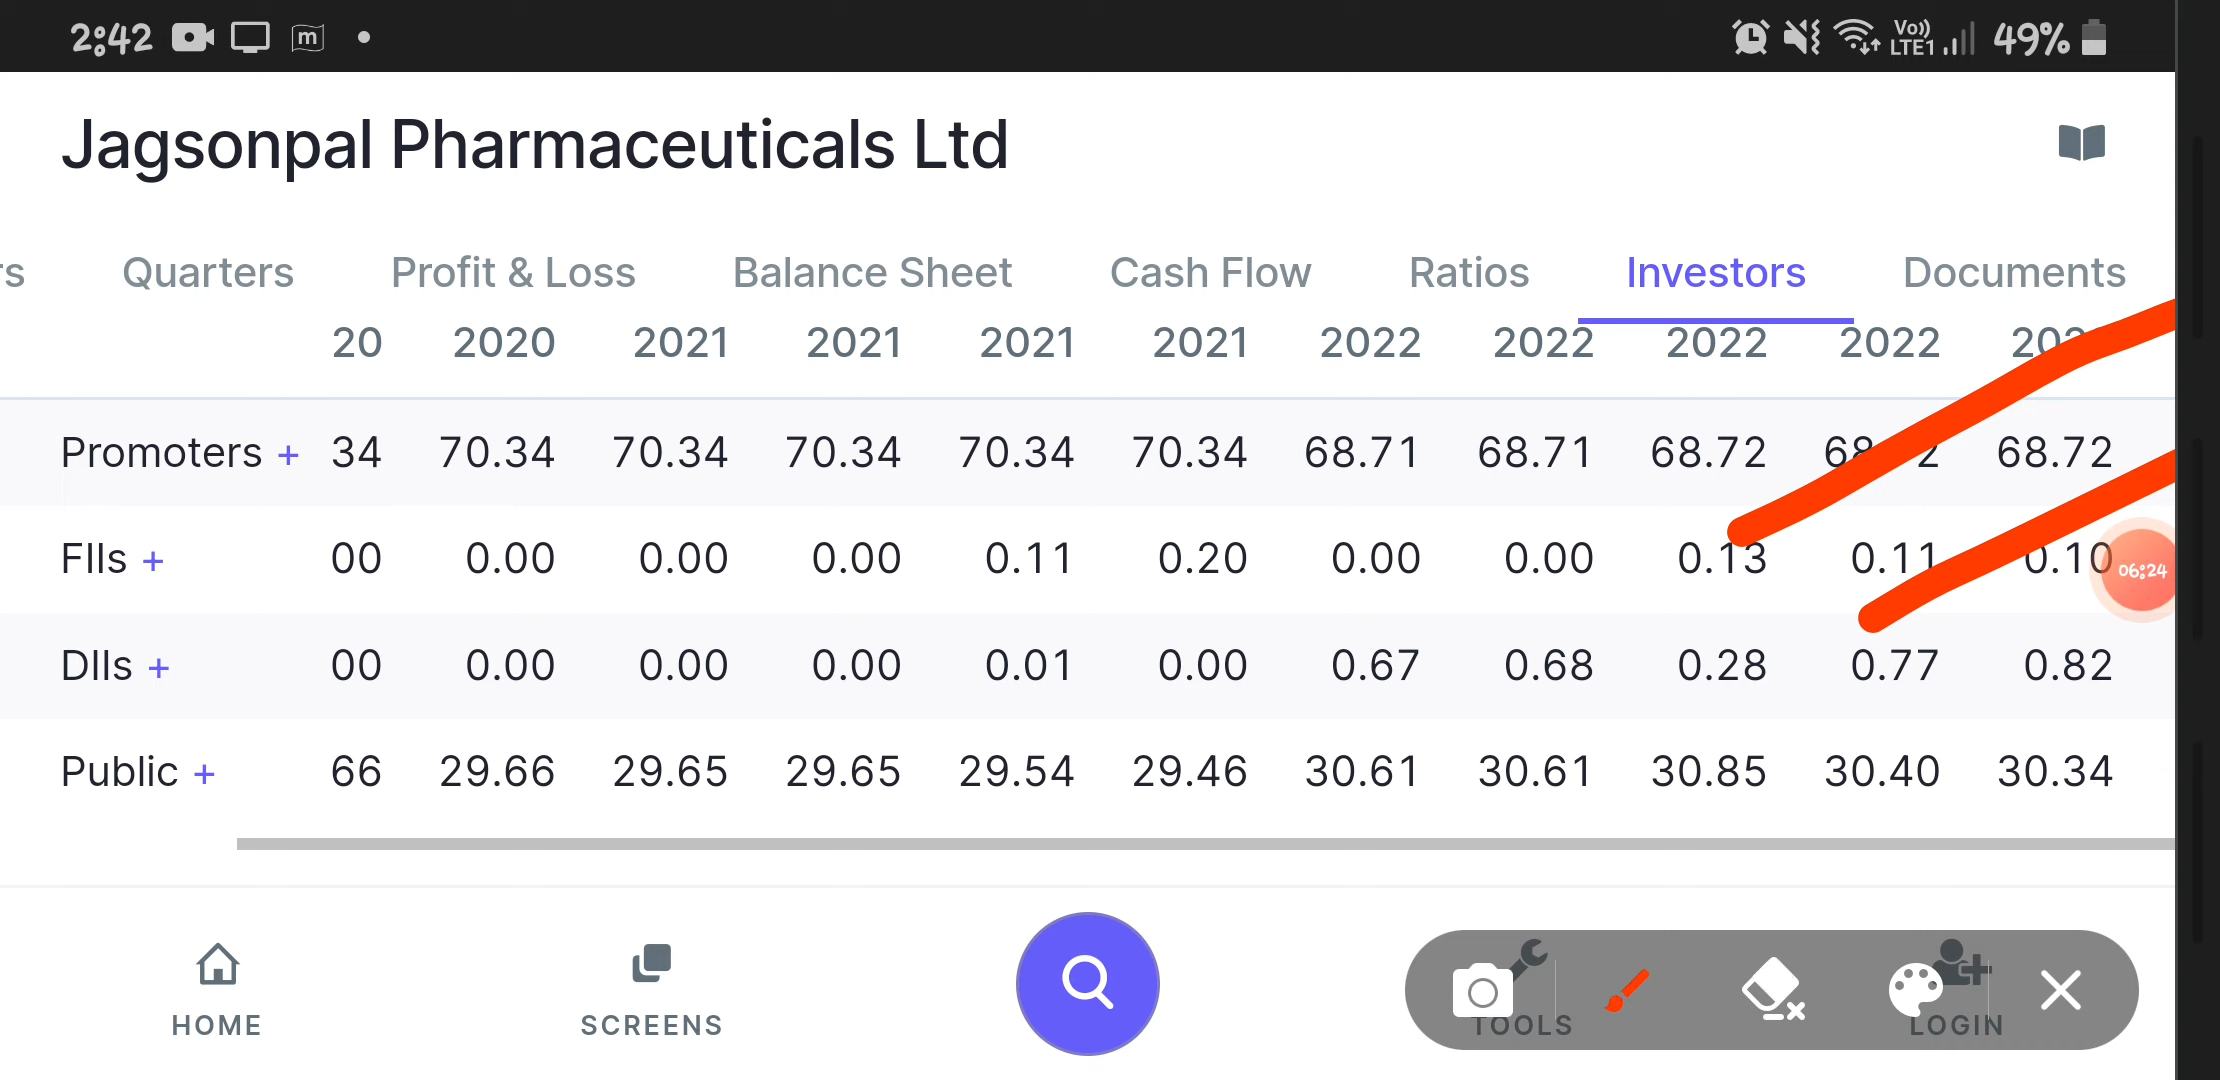 2:42 m Vo)) LTE1 49%
Jagsonpal Pharmaceuticals Ltd
rs Quarters Profit & Loss Balance Sheet Cash Flow Ratios Investors Documents
20 2020 2021 2021 2021 2021 2022 2022 2022 2022
Promoters + 34 70.34 70.34 70.34 70.34 70.34 68.71 68.71 68.72 68.72
FIIs + 00 0.00 0.00 0.00 0.11 0.20 0.00 0.00 0.13 0.11 0.10
06:24
DIIs + 00 0.00 0.00 0.00 0.01 0.00 0.67 0.68 0.28 0.77 0.82
Public + 66 29.66 29.65 29.65 29.54 29.46 30.61 30.61 30.85 30.40 30.34
HOME SCREENS TOOLS LOGIN